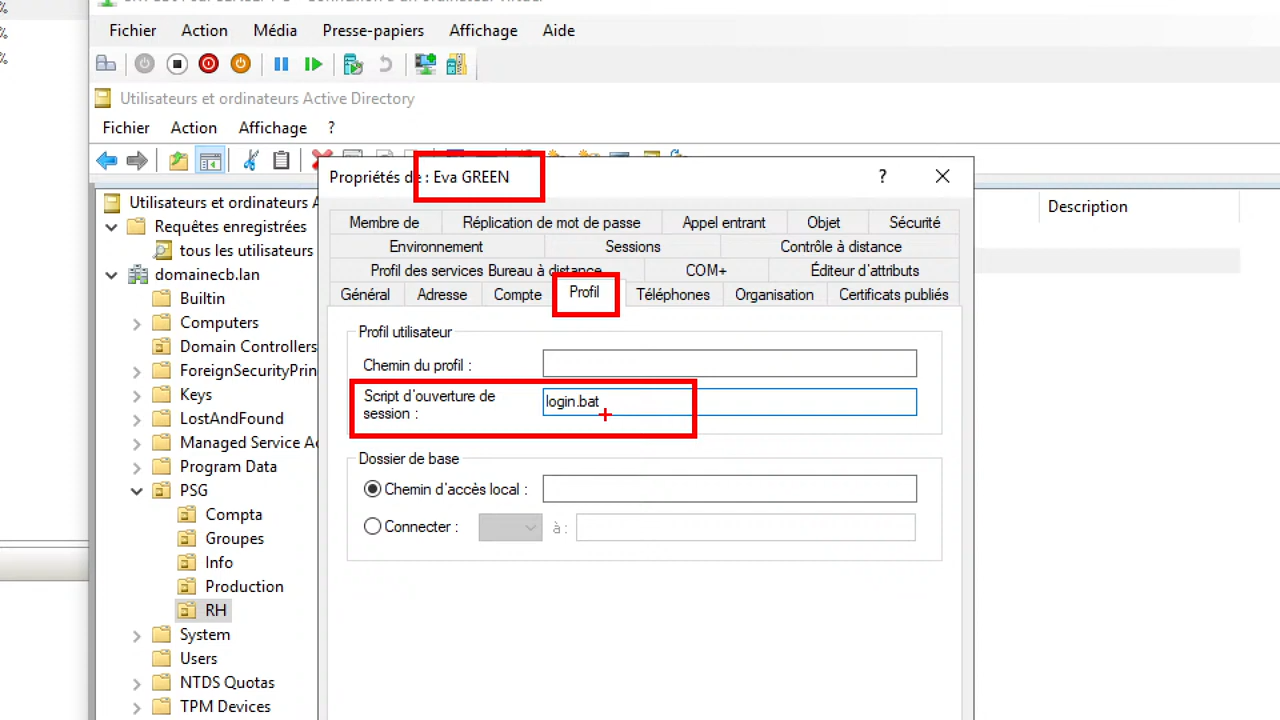 %
Fichier Action Média Presse-papiers Affichage Aide
%
%
Utilisateurs et ordinateurs Active Directory
Fichier Action Affichage ?
Propriétés de : Eva GREEN ?
Utilisateurs et ordinateurs A
Description
Membre de Réplication de mot de passe Appel entrant Objet Sécurité
Requêtes enregistrées
Environnement Sessions Contrôle à distance
tous les utilisateurs
Profil des services Bureau à distance COM+ Éditeur d'attributs
domainecb.lan
Général Adresse Compte Profil Téléphones Organisation Certificats publiés
Builtin
Computers
Profil utilisateur
Domain Controllers
Chemin du profil :
ForeignSecurityPrin
Keys
Script d'ouverture de
session :
login.bat
LostAndFound
Managed Service Ac
Dossier de base
Program Data
PSG
Chemin d'accès local :
Compta
Connecter : à :
Groupes
Info
Production
RH
System
Users
NTDS Quotas
TPM Devices